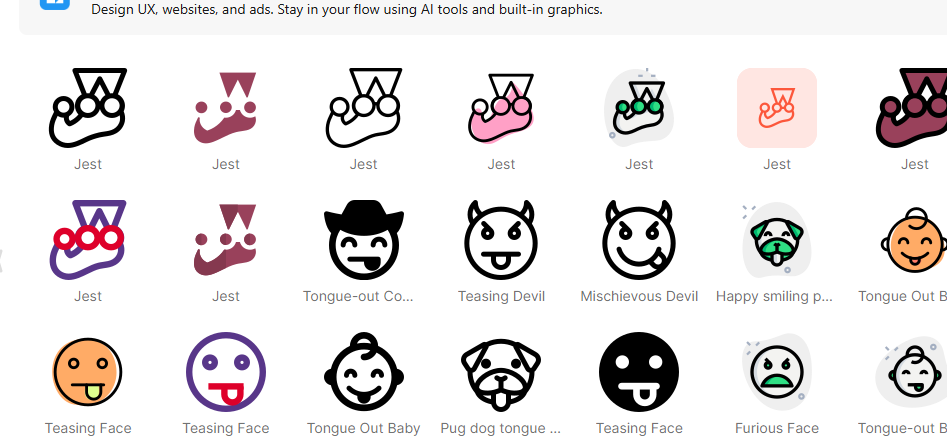 Design UX, websites, and ads. Stay in your flow using AI tools and built-in graphics.
Jest Jest Jest Jest Jest Jest Jest
Jest Jest Tongue-out Co... Teasing Devil Mischievous Devil Happy smiling p... Tongue Out B
Teasing Face Teasing Face Tongue Out Baby Pug dog tongue ... Teasing Face Furious Face Tongue-out B